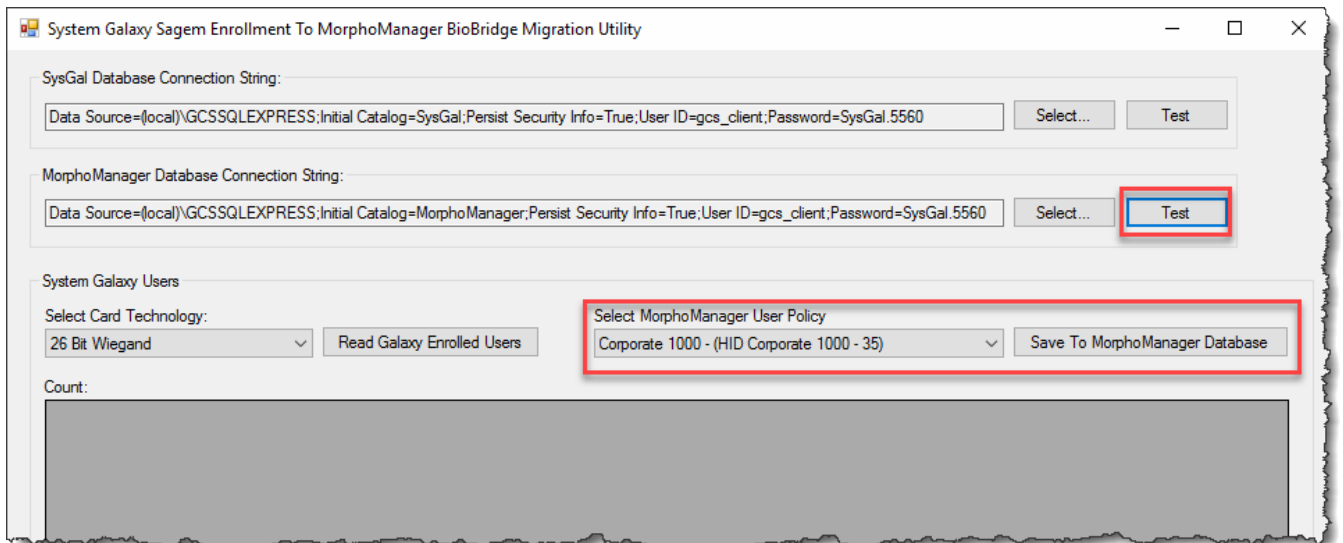 System Galaxy Sagem Enrollment To MorphoManager BioBridge Migration Utility
SysGal Database Connection String:
Data Source=(local)\GCSSQLEXPRESS;Initial Catalog=SysGal;Persist Security Info=True;User ID=gcs_client;Password=SysGal.5560 Select... Test
MorphoManager Database Connection String:
Data Source=(local)\GCSSQLEXPRESS;Initial Catalog=MorphoManager;Persist Security Info=True;User ID=gcs_client;Password=SysGal.5560 Select... Test
System Galaxy Users
Select Card Technology: Select MorphoManager User Policy
26 Bit Wiegand Read Galaxy Enrolled Users Corporate 1000 - (HID Corporate 1000 - 35) Save To MorphoManager Database
Count: